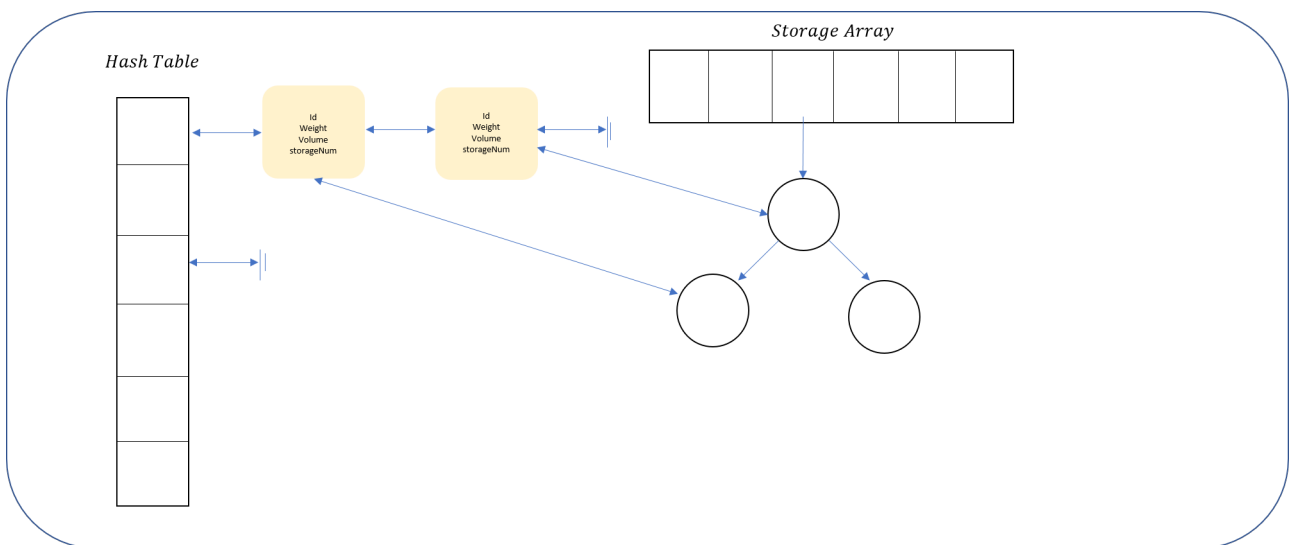 Storage Array
Hash Table
Id
Weight
Volume
storageNum
Id
Weight
Volume
storageNum